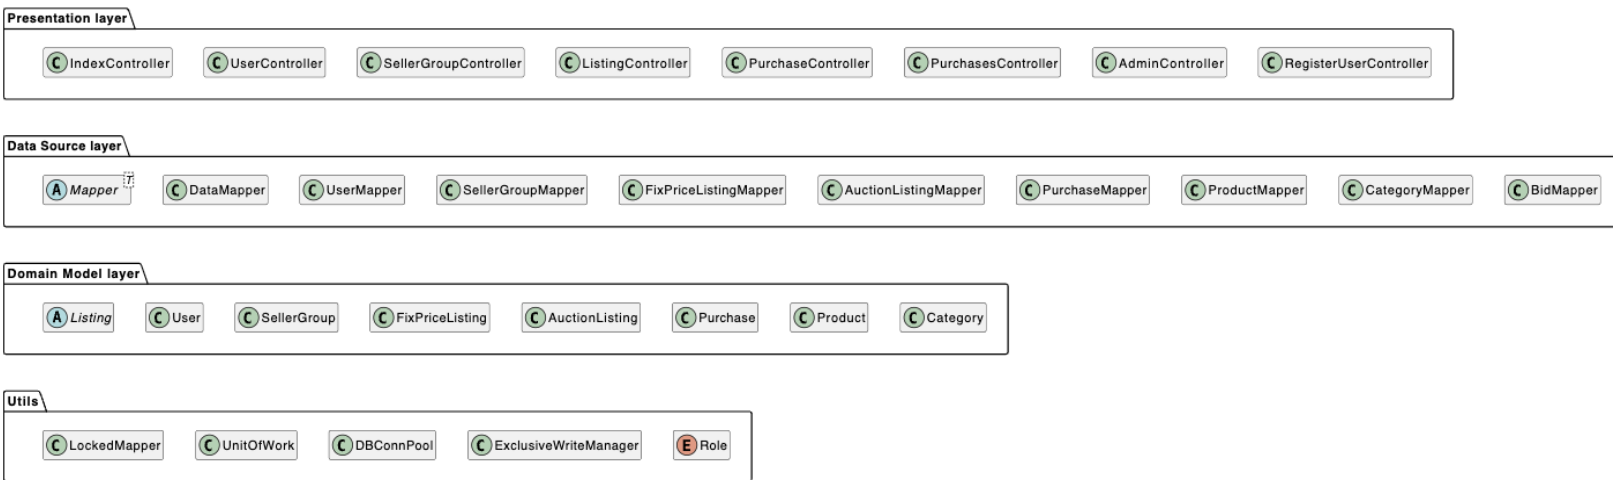 Presentation layer
C IndexController C UserController C SellerGroupController C ListingController C PurchaseController C PurchasesController C AdminController C RegisterUserController
Data Source layer
A Mapper T C DataMapper C UserMapper C SellerGroupMapper C FixPriceListingMapper C AuctionListingMapper C PurchaseMapper C ProductMapper C CategoryMapper C BidMapper
Domain Model layer
A Listing C User C SellerGroup C FixPriceListing C AuctionListing C Purchase C Product C Category
Utils
C LockedMapper C UnitOfWork C DBConnPool C ExclusiveWriteManager E Role